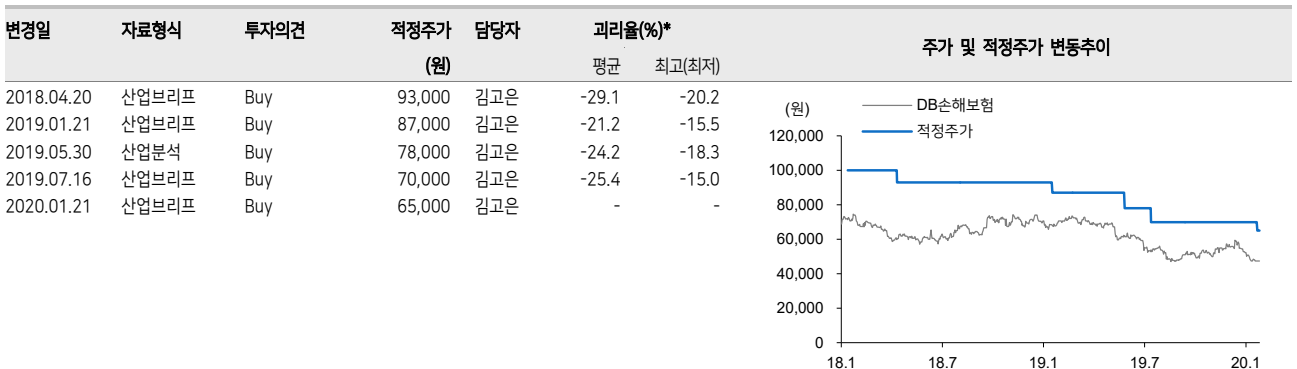 변경일 자료형식 투자의견 적정주가 담당자 괴리율(%)* 주가 및 적정주가 변동추이
(원) 평균 최고(최저)
2018.04.20 산업브리프 Buy 93,000 김고은 -29.1 -20.2
2019.01.21 산업브리프 Buy 87,000 김고은 -21.2 -15.5
2019.05.30 산업분석 Buy 78,000 김고은 -24.2 -18.3
2019.07.16 산업브리프 Buy 70,000 김고은 -25.4 -15.0
2020.01.21 산업브리프 Buy 65,000 김고은 - -
(원)
DB손해보험
적정주가
120,000
100,000
80,000
60,000
40,000
20,000
0
18.1 18.7 19.1 19.7 20.1